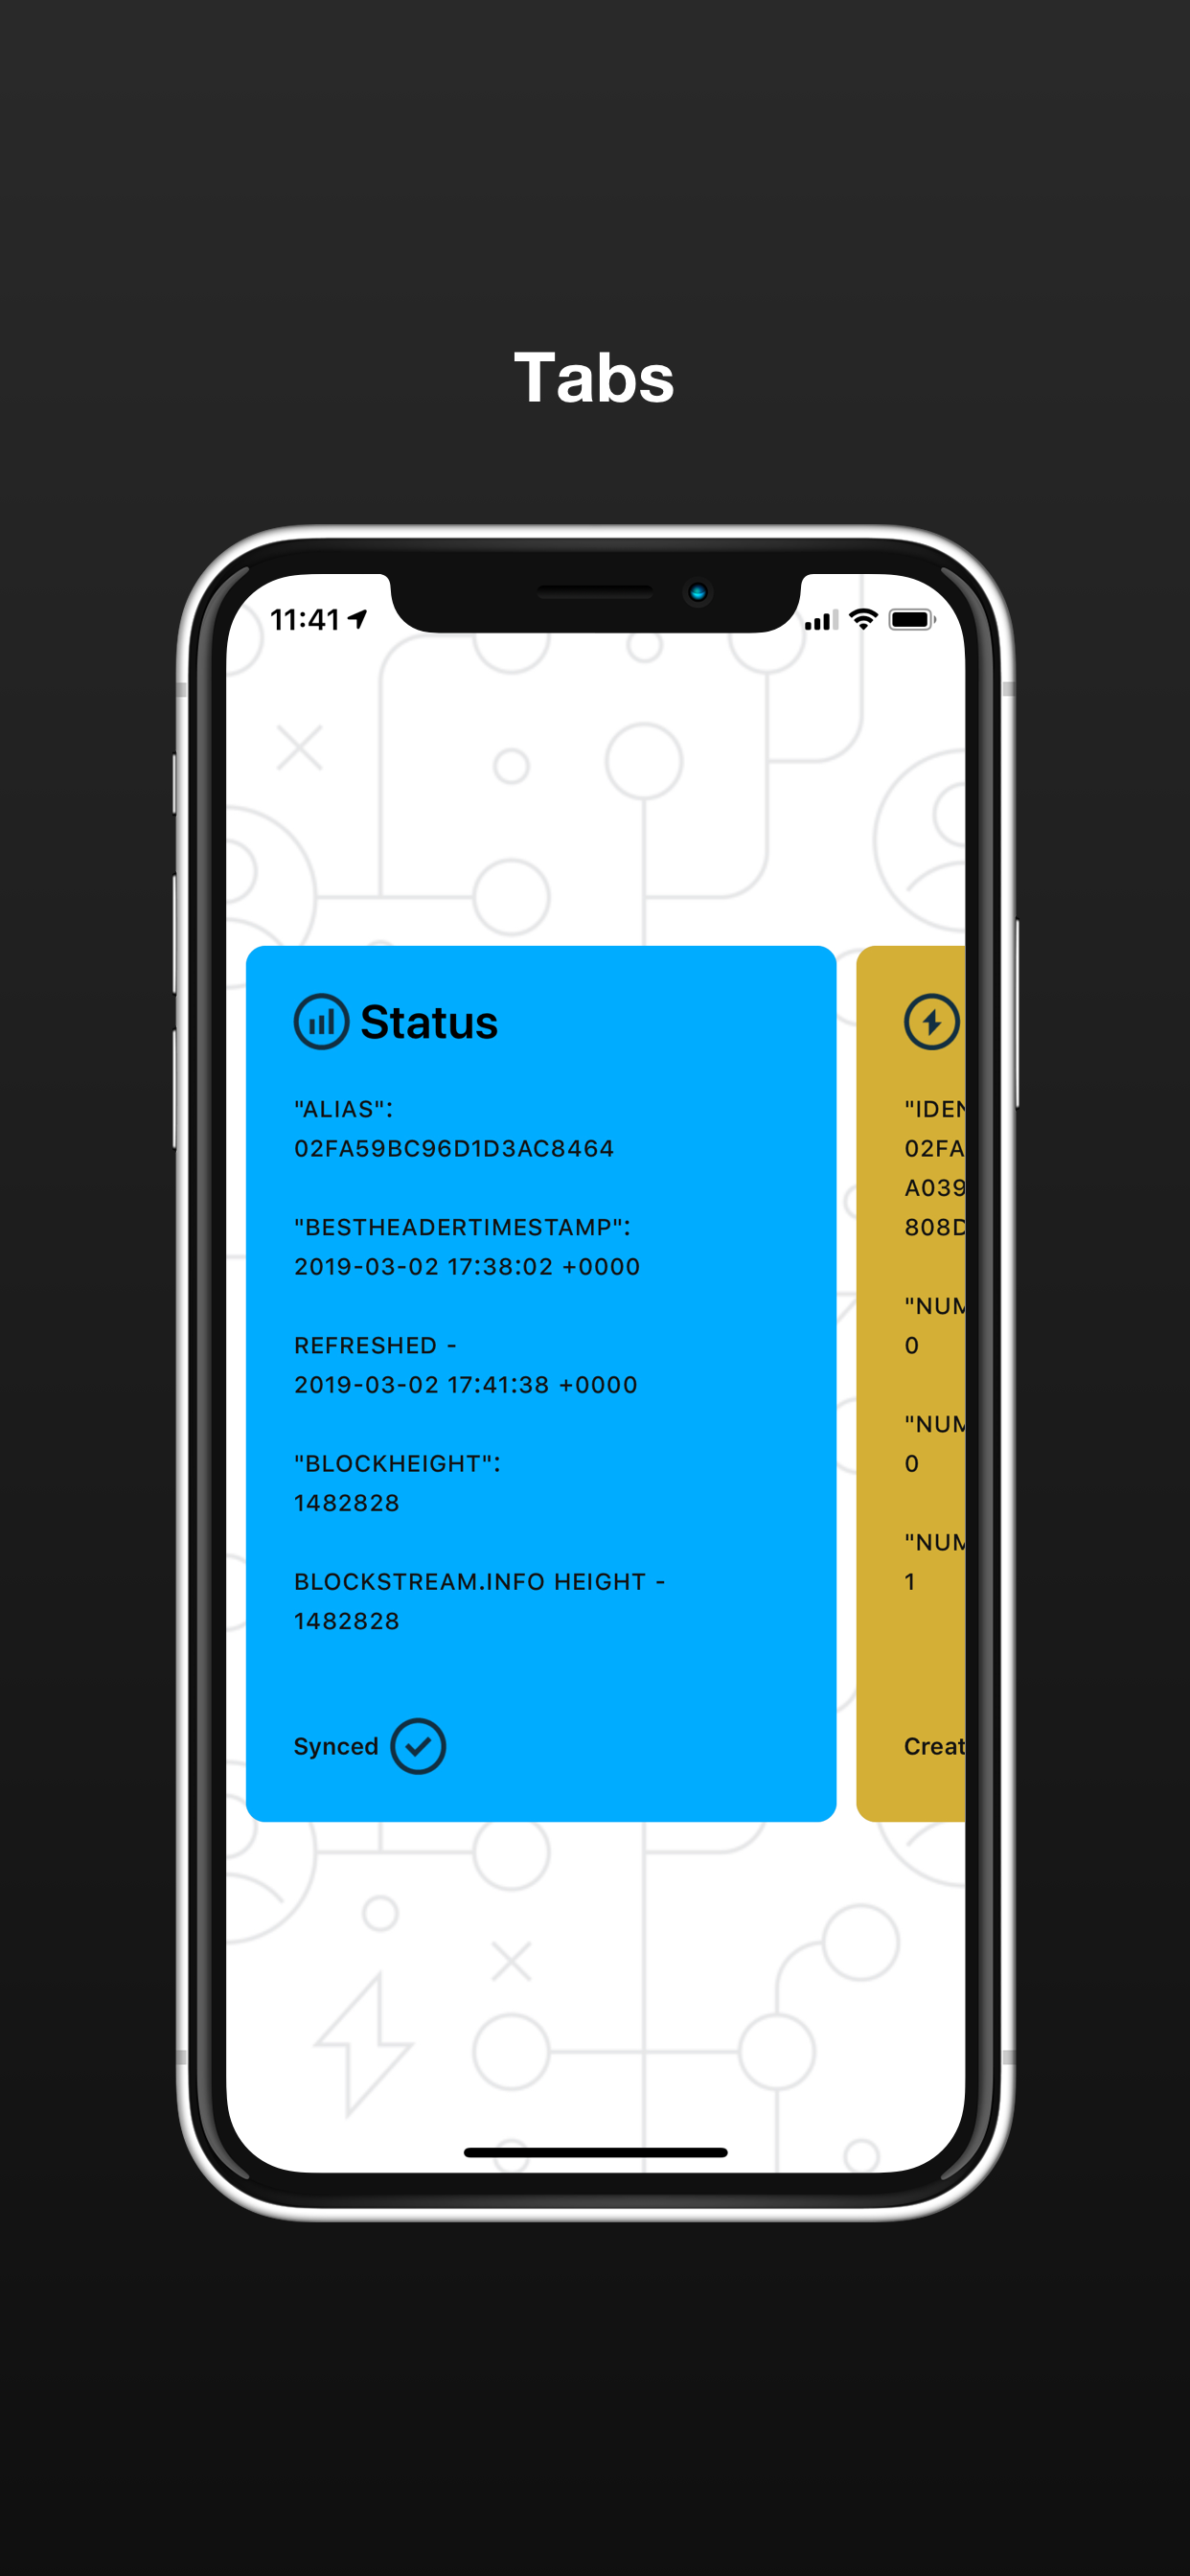 Tabs
11:41
Status
"ALIAS":
02FA59BC96D1D3AC8464
"BESTHEADERTIMESTAMP":
2019-03-02 17:38:02 +0000
REFRESHED -
2019-03-02 17:41:38 +0000
"BLOCKHEIGHT":
1482828
BLOCKSTREAM.INFO HEIGHT -
1482828
Synced
"IDEN
02FA
A039
808D
"NUM
0
"NUM
0
"NUM
1
Creat